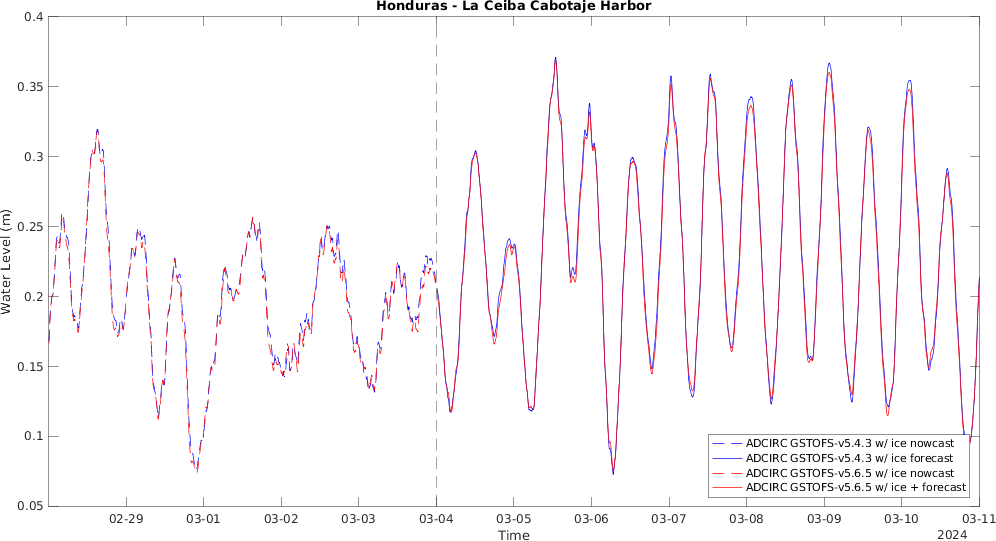 Honduras - La Ceiba Cabotaje Harbor
0.4
0.35
0.3
0.25
0.2
0.15
0.1
0.05
Water Level (m)
ADCIRC GSTOFS-v5.4.3 w/ ice nowcast
ADCIRC GSTOFS-v5.4.3 w/ ice forecast
ADCIRC GSTOFS-v5.6.5 w/ ice nowcast
ADCIRC GSTOFS-v5.6.5 w/ ice + forecast
02-29 03-01 03-02 03-03 03-04 03-05 03-06 03-07 03-08 03-09 03-10 03-11
Time
2024